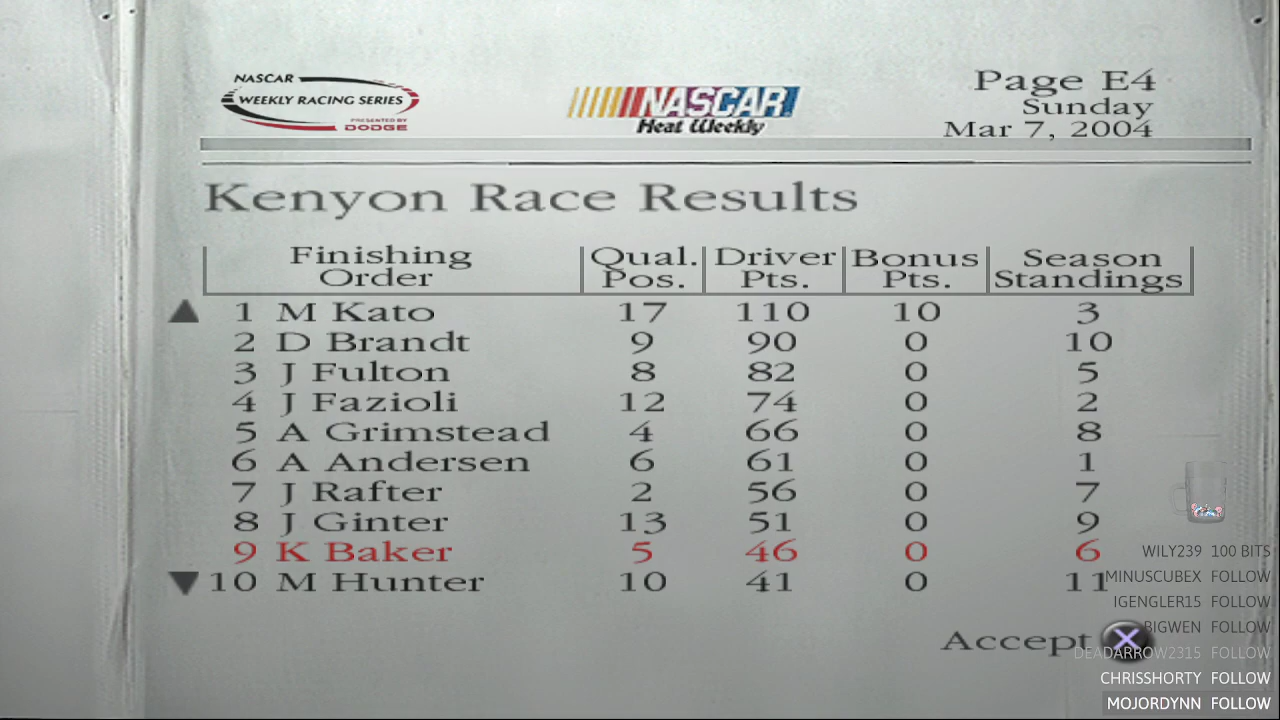 NASCAR
WEEKLY RACING SERIES
PRESENTED BY
DODGE
NASCAR
Heat Weekly
Page E4
Sunday
Mar 7, 2004
Kenyon Race Results
Finishing Order Qual. Pos. Driver Pts. Bonus Pts. Season Standings
1 M Kato 17 110 10 3
2 D Brandt 9 90 0 10
3 J Fulton 8 82 0 5
4 J Fazioli 12 74 0 2
5 A Grimstead 4 66 0 8
6 A Andersen 6 61 0 1
7 J Rafter 2 56 0 7
8 J Ginter 13 51 0 9
9 K Baker 5 46 0 6
10 M Hunter 10 41 0 11
Accept
WILY239 100 BITS
MINUSCUBEX FOLLOW
IGENGLER15 FOLLOW
BIGWEN FOLLOW
DEADARROW2315 FOLLOW
CHRISSHORTY FOLLOW
MOJORDYNN FOLLOW